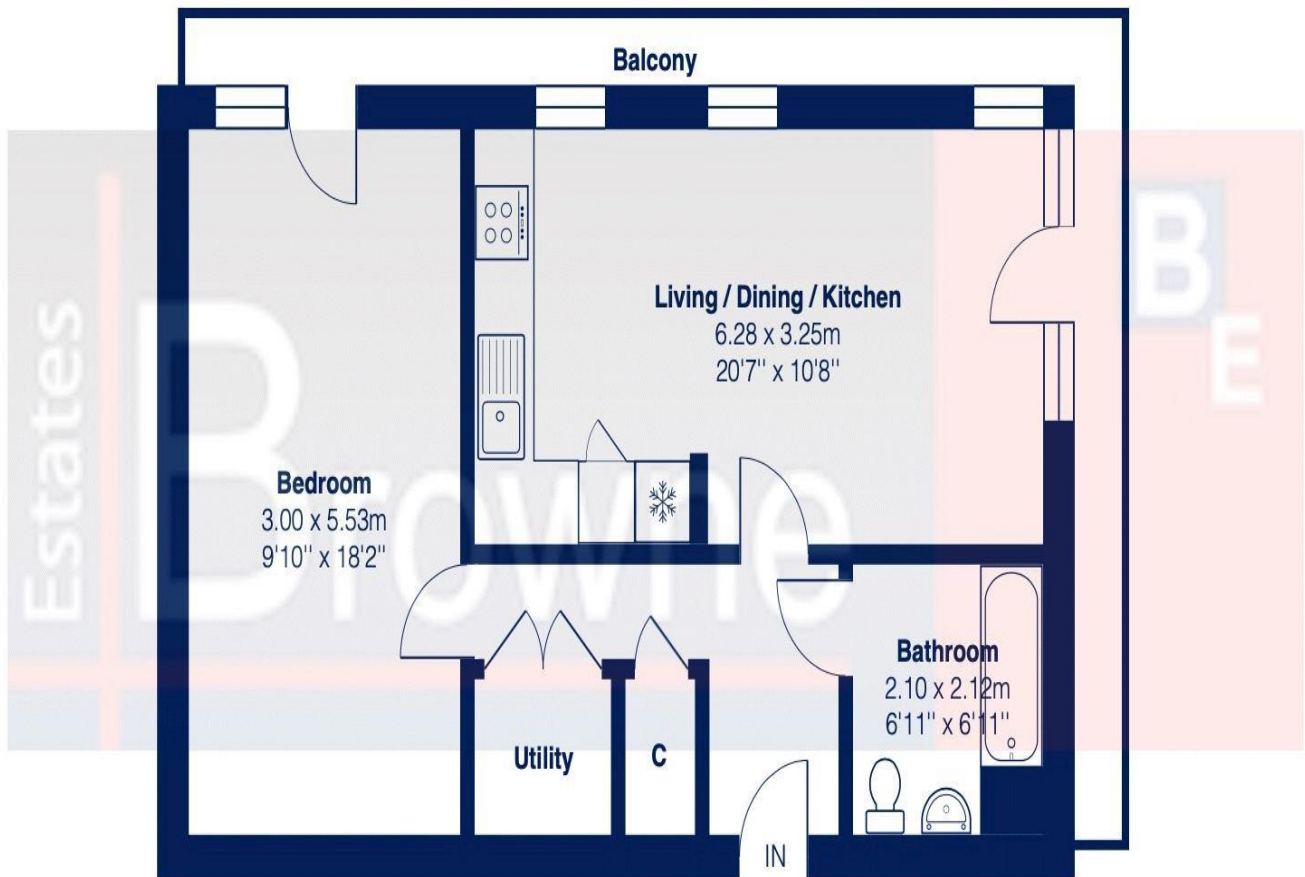 Balcony
Living / Dining / Kitchen
6.28 x 3.25m
20'7'' x 10'8''
Bedroom
3.00 x 5.53m
9'10'' x 18'2''
Bathroom
2.10 x 2.12m
6'11'' x 6'11''
Utility
C
IN
Estates
Browne
B
E